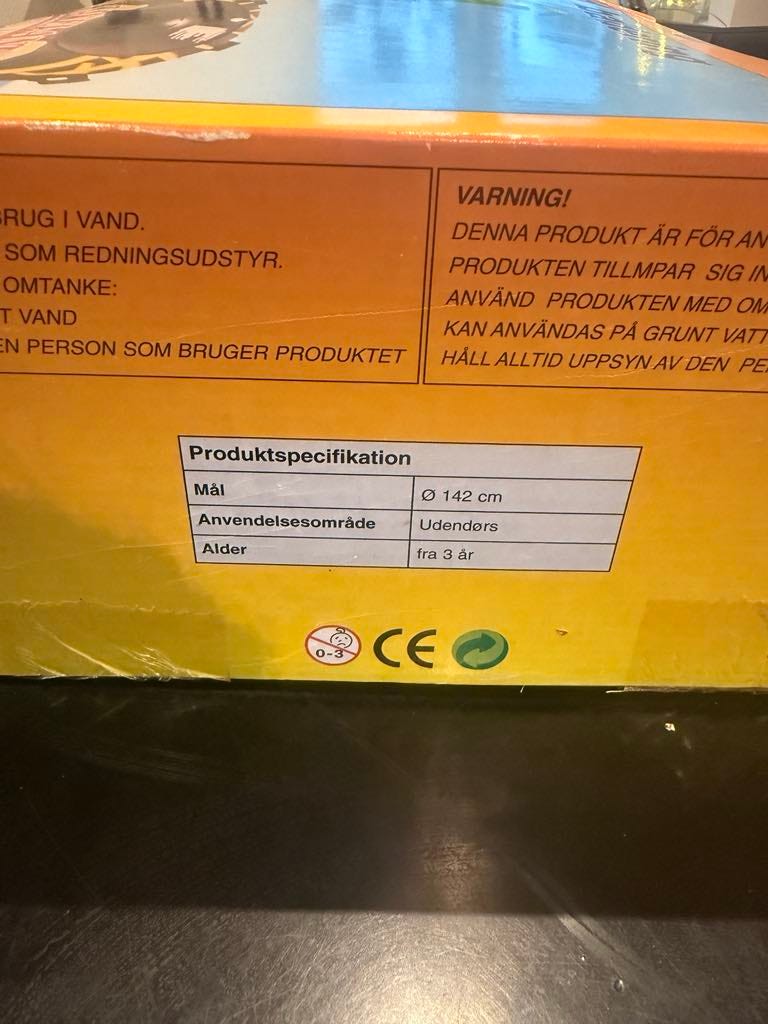 BRUG I VAND.
SOM REDNINGSUDSTYR.
OMTANKE:
T VAND
EN PERSON SOM BRUGER PRODUKTET
VARNING!
DENNA PRODUKT ÄR FÖR AN
PRODUKTEN TILLMPAR SIG IN
ANVÄND PRODUKTEN MED OM
KAN ANVÄNDAS PÅ GRUNT VATT
HÅLL ALLTID UPPSYN AV DEN PE
Produktspecifikation
Mål Ø 142 cm
Anvendelsesområde Udendørs
Alder fra 3 år
0-3 CE